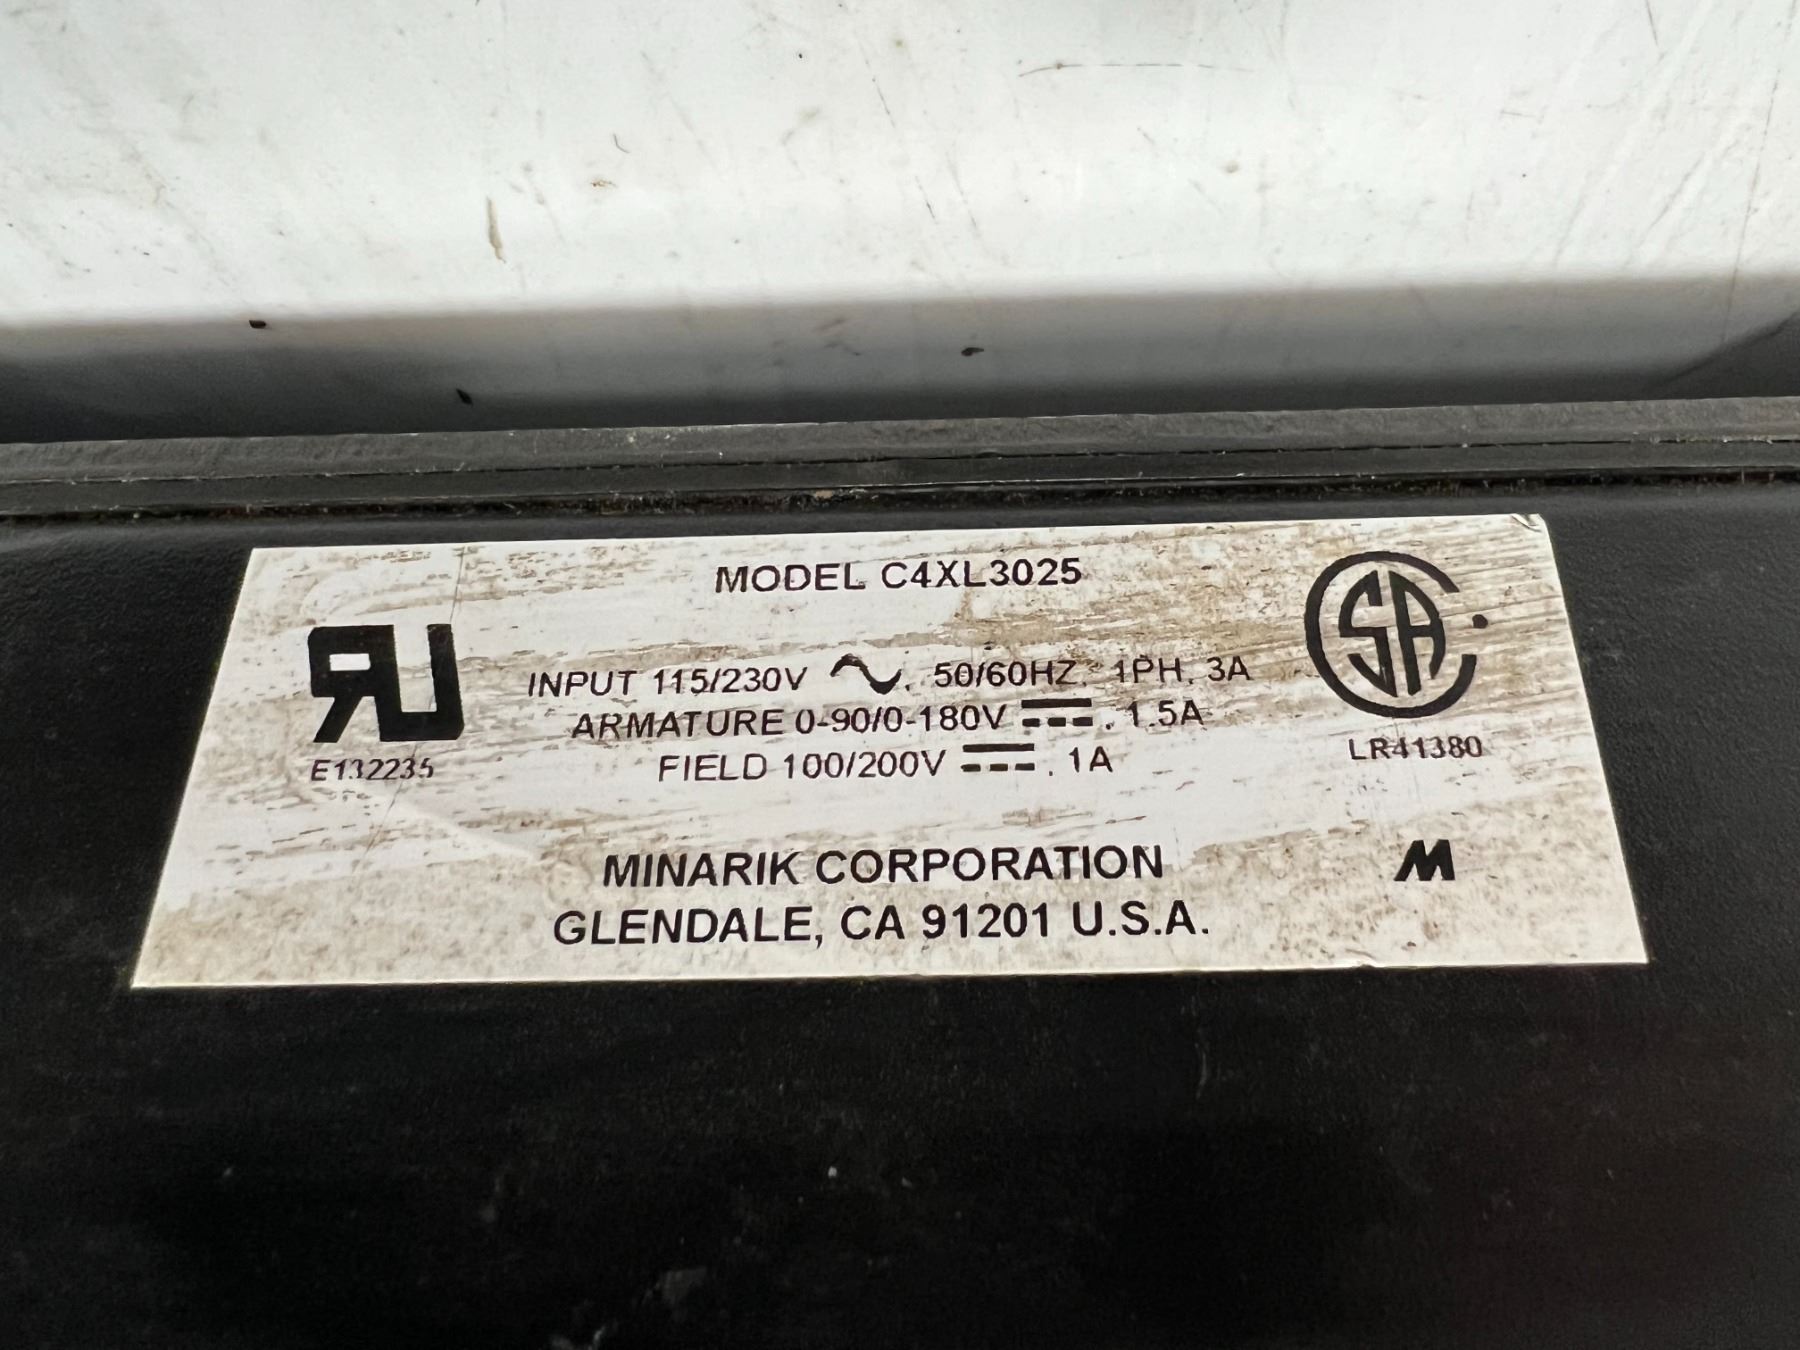 MODEL C4XL3025
INPUT 115/230V ∿, 50/60HZ, 1PH, 3A
ARMATURE 0-90/0-180V ⎓, 1.5A
FIELD 100/200V ⎓, 1A
E132235
LR41380
MINARIK CORPORATION
GLENDALE, CA 91201 U.S.A.